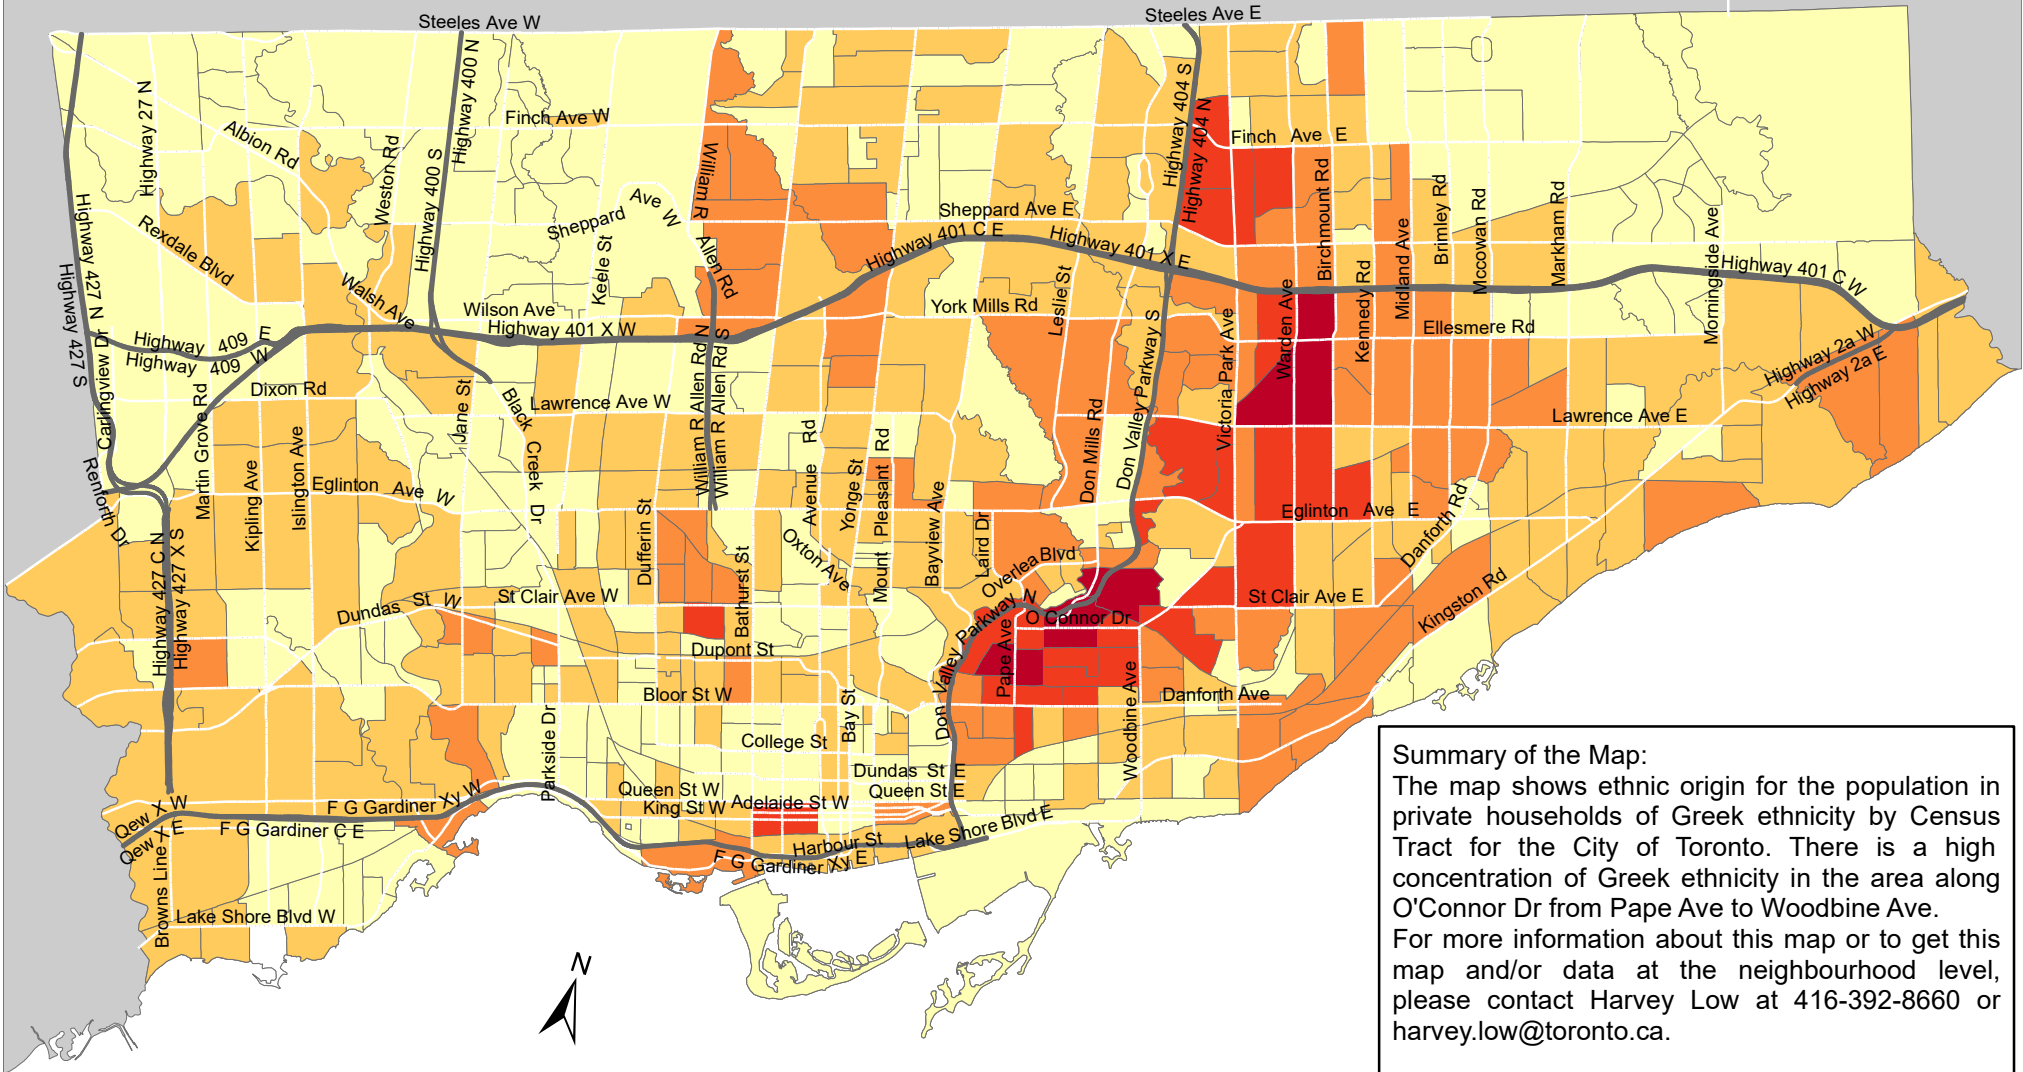 Steeles Ave W
Steeles Ave E
Highway 27 N
Albion Rd
Weston Rd
Highway 400 N
Highway 400 S
Finch Ave W
William R
Allen Rd
Highway 404 S
Highway 404 N
Finch Ave E
Highway 427 N
Rexdale Blvd
Sheppard Ave W
Keele St
Sheppard Ave E
Birchmount Rd
Midland Ave
Brimley Rd
Mccowan Rd
Markham Rd
Morningside Ave
Highway 427 S
Walsh Ave
Wilson Ave
Highway 401 C E
Highway 401 X E
Leslie St
York Mills Rd
Kennedy Rd
Warden Ave
Highway 401 C W
Highway 409 E
Highway 409 W
Highway 401 X W
Ellesmere Rd
Carlingview Dr
Dixon Rd
Jane St
Black Creek Dr
Lawrence Ave W
William R Allen Rd N
William R Allen Rd S
Don Valley Parkway S
Victoria Park Ave
Highway 2a W
Highway 2a E
Lawrence Ave E
Renforth Dr
Martin Grove Rd
Kipling Ave
Islington Ave
Eglinton Ave W
Dufferin St
Avenue Rd
Yonge St
Mount Pleasant Rd
Bayview Ave
Laird Dr
Don Mills Rd
Eglinton Ave E
Danforth Rd
Highway 427 C N
Highway 427 X S
Dundas St W
St Clair Ave W
Bathurst St
Oxton Ave
Overlea Blvd
Don Valley Parkway N
O Connor Dr
St Clair Ave E
Kingston Rd
Dupont St
Pape Ave
Woodbine Ave
Bloor St W
Danforth Ave
Parkside Dr
Bay St
College St
Dundas St E
Queen St W
Queen St E
King St W
Adelaide St W
Qew X W
Qew X E
F G Gardiner Xy W
F G Gardiner C E
Harbour St
Lake Shore Blvd E
F G Gardiner Xy E
Browns Line
Lake Shore Blvd W
N
Summary of the Map:
The map shows ethnic origin for the population in
private households of Greek ethnicity by Census
Tract for the City of Toronto. There is a high
concentration of Greek ethnicity in the area along
O'Connor Dr from Pape Ave to Woodbine Ave.
For more information about this map or to get this
map and/or data at the neighbourhood level,
please contact Harvey Low at 416-392-8660 or
harvey.low@toronto.ca.